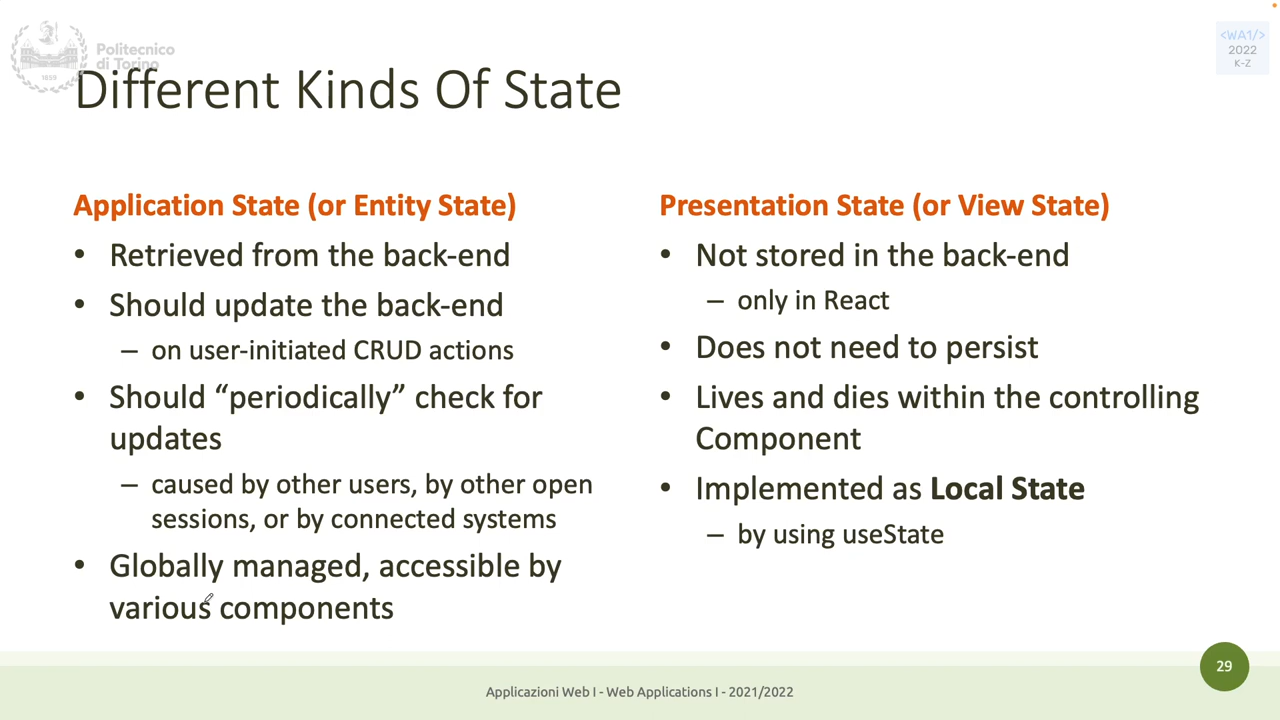 Politecnico
di Torino
1859
<WA1/>
2022
K-Z
Different Kinds Of State
Application State (or Entity State)
• Retrieved from the back-end
• Should update the back-end
– on user-initiated CRUD actions
• Should “periodically” check for
updates
– caused by other users, by other open
sessions, or by connected systems
• Globally managed, accessible by
various components
Presentation State (or View State)
• Not stored in the back-end
– only in React
• Does not need to persist
• Lives and dies within the controlling
Component
• Implemented as Local State
– by using useState
29
Applicazioni Web I - Web Applications I - 2021/2022